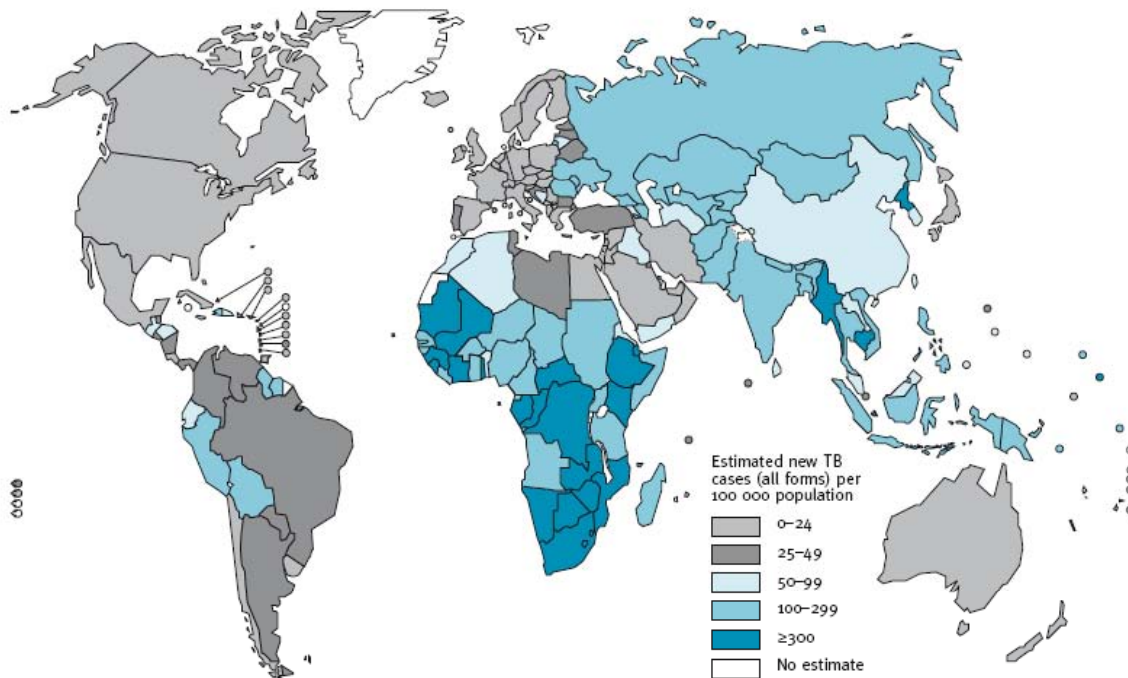 Estimated new TB
cases (all forms) per
100 000 population
0–24
25–49
50–99
100–299
≥300
No estimate